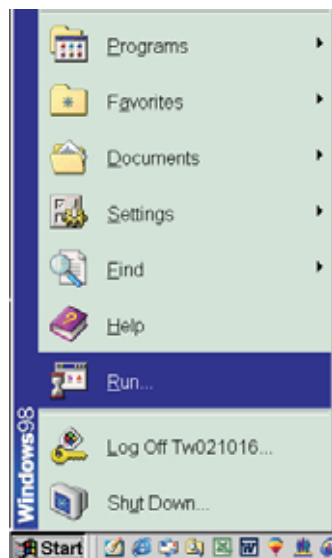 Programs
Favorites
Documents
Settings
Find
Help
Run...
Log Off Tw021016...
Shut Down...
Windows98
Start